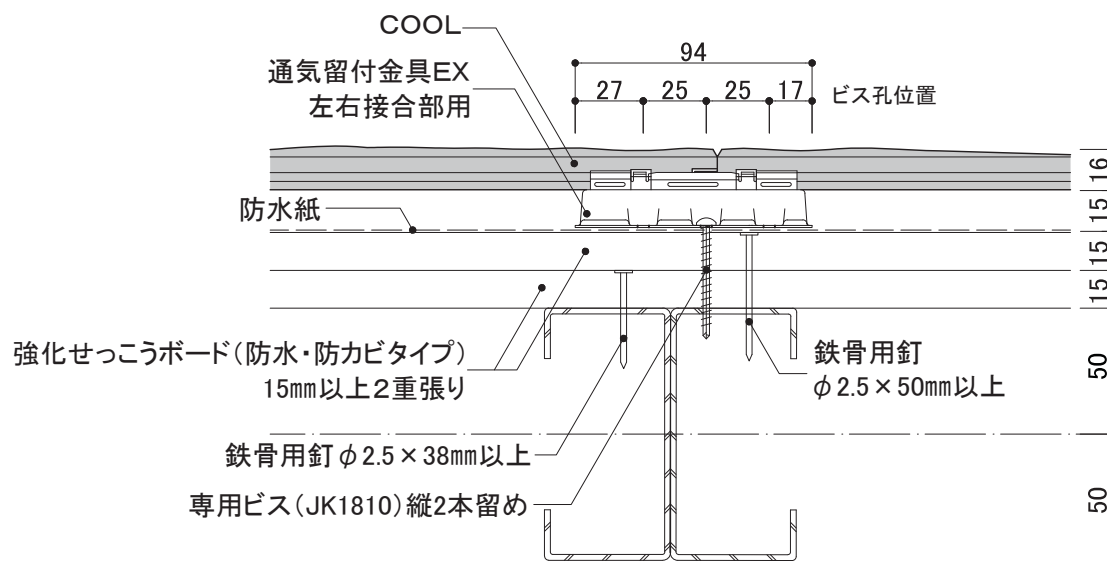 COOL
94
通気留付金具EX
左右接合部用
27 25 25 17 ビス孔位置
16
防水紙
15
15
15
強化せっこうボード(防水・防カビタイプ)
15mm以上2重張り
鉄骨用釘
φ2.5×50mm以上
50
鉄骨用釘φ2.5×38mm以上
専用ビス(JK1810)縦2本留め
50